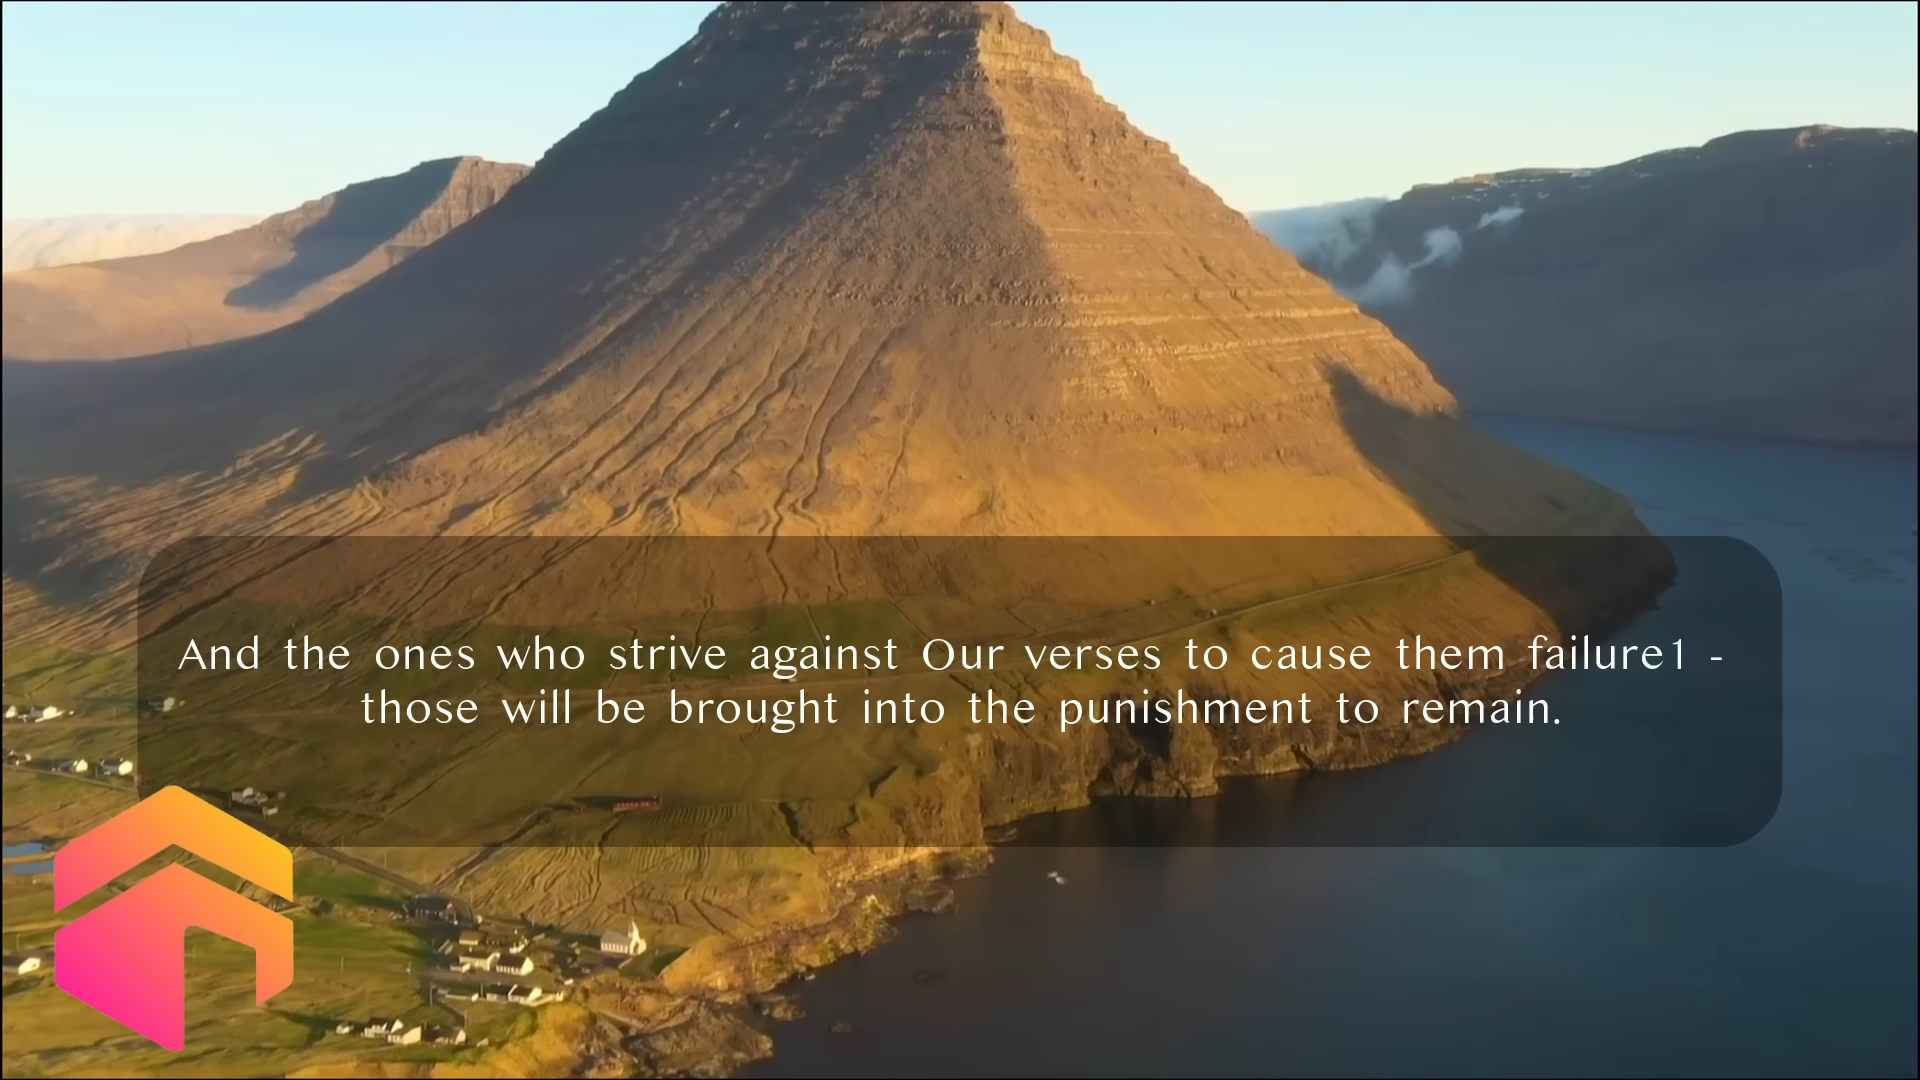 And the ones who strive against Our verses to cause them failure1 -
those will be brought into the punishment to remain.